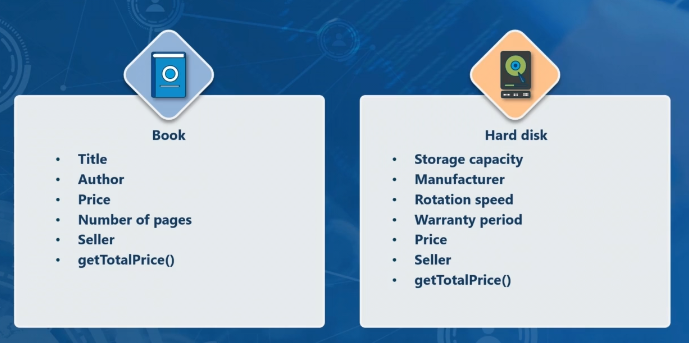 Book
• Title
• Author
• Price
• Number of pages
• Seller
• getTotalPrice()
Hard disk
• Storage capacity
• Manufacturer
• Rotation speed
• Warranty period
• Price
• Seller
• getTotalPrice()